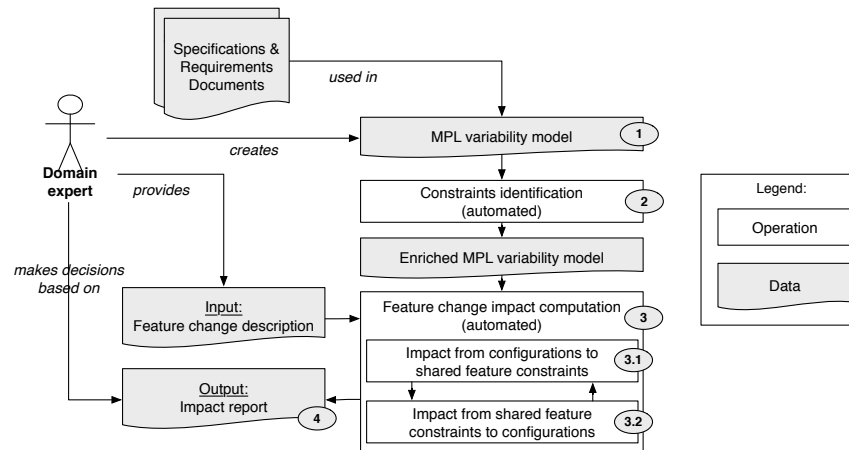 Specifications &
Requirements
Documents
used in
MPL variability model
1
creates
Domain
expert
provides
Constraints identification
(automated)
2
Enriched MPL variability model
makes decisions
based on
Input:
Feature change description
Feature change impact computation
(automated)
3
Impact from configurations to
shared feature constraints
3.1
Impact from shared feature
constraints to configurations
3.2
Output:
Impact report
4
Legend:
Operation
Data